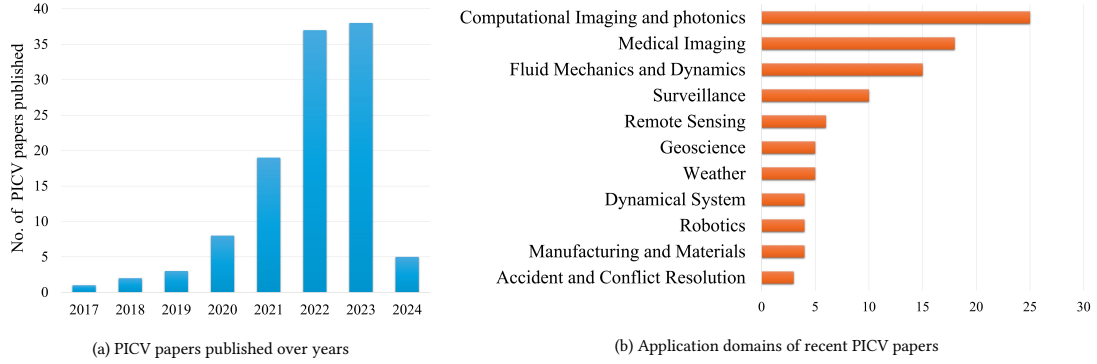 No. of PICV papers published
40
35
30
25
20
15
10
5
0
2017 2018 2019 2020 2021 2022 2023 2024
(a) PICV papers published over years
Computational Imaging and photonics
Medical Imaging
Fluid Mechanics and Dynamics
Surveillance
Remote Sensing
Geoscience
Weather
Dynamical System
Robotics
Manufacturing and Materials
Accident and Conflict Resolution
0 5 10 15 20 25 30
(b) Application domains of recent PICV papers